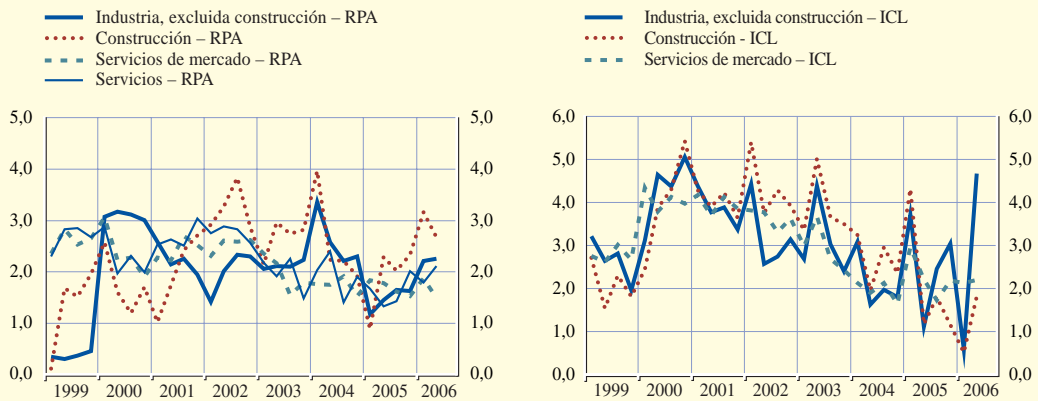 Industria, excluida construcción – RPA
Construcción – RPA
Servicios de mercado – RPA
Servicios – RPA
5,0 5,0
4,0 4,0
3,0 3,0
2,0 2,0
1,0 1,0
0,0 0,0
1999 2000 2001 2002 2003 2004 2005 2006
Industria, excluida construcción – ICL
Construcción - ICL
Servicios de mercado – ICL
6,0 6,0
5,0 5,0
4,0 4,0
3,0 3,0
2,0 2,0
1,0 1,0
0,0 0,0
1999 2000 2001 2002 2003 2004 2005 2006